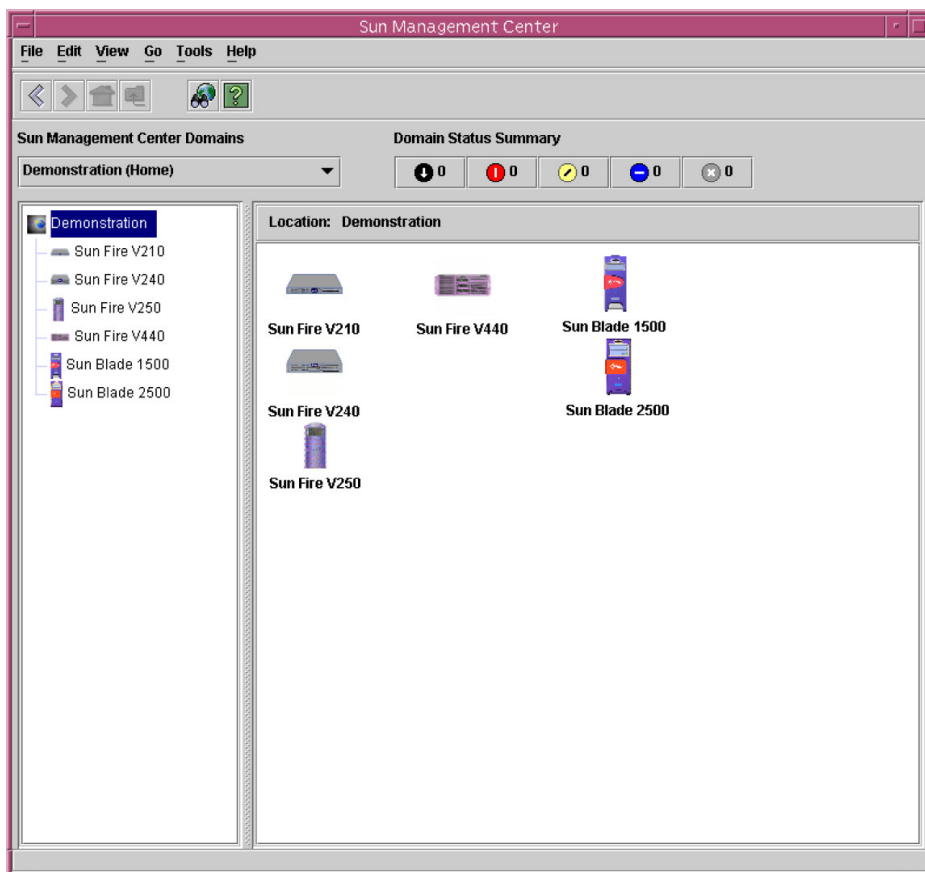 Sun Management Center
File Edit View Go Tools Help
Sun Management Center Domains
Domain Status Summary
Demonstration (Home)
0 0 0 0 0
Demonstration
Sun Fire V210
Sun Fire V240
Sun Fire V250
Sun Fire V440
Sun Blade 1500
Sun Blade 2500
Location: Demonstration
Sun Fire V210 Sun Fire V440 Sun Blade 1500
Sun Fire V240 Sun Blade 2500
Sun Fire V250